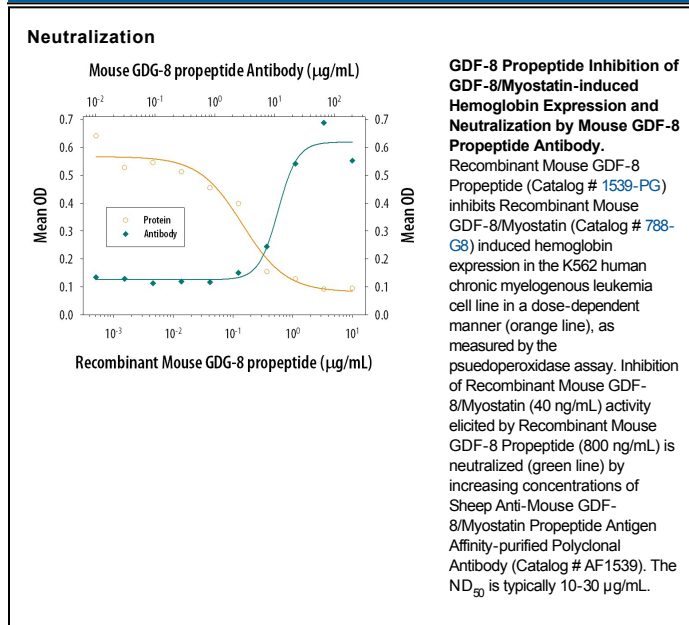 Neutralization
Mouse GDG-8 propeptide Antibody (µg/mL)
10-2 10-1 100 101 102
0.7 0.7
0.6 0.6
0.5 0.5
0.4 0.4
0.3 0.3
0.2 0.2
0.1 0.1
0.0 0.0
Mean OD
Mean OD
Protein
Antibody
10-3 10-2 10-1 100 101
Recombinant Mouse GDG-8 propeptide (µg/mL)
GDF-8 Propeptide Inhibition of
GDF-8/Myostatin-induced
Hemoglobin Expression and
Neutralization by Mouse GDF-8
Propeptide Antibody.
Recombinant Mouse GDF-8
Propeptide (Catalog # 1539-PG)
inhibits Recombinant Mouse
GDF-8/Myostatin (Catalog # 788-
G8) induced hemoglobin
expression in the K562 human
chronic myelogenous leukemia
cell line in a dose-dependent
manner (orange line), as
measured by the
psuedoperoxidase assay. Inhibition
of Recombinant Mouse GDF-
8/Myostatin (40 ng/mL) activity
elicited by Recombinant Mouse
GDF-8 Propeptide (800 ng/mL) is
neutralized (green line) by
increasing concentrations of
Sheep Anti-Mouse GDF-
8/Myostatin Propeptide Antigen
Affinity-purified Polyclonal
Antibody (Catalog # AF1539). The
ND50 is typically 10-30 µg/mL.